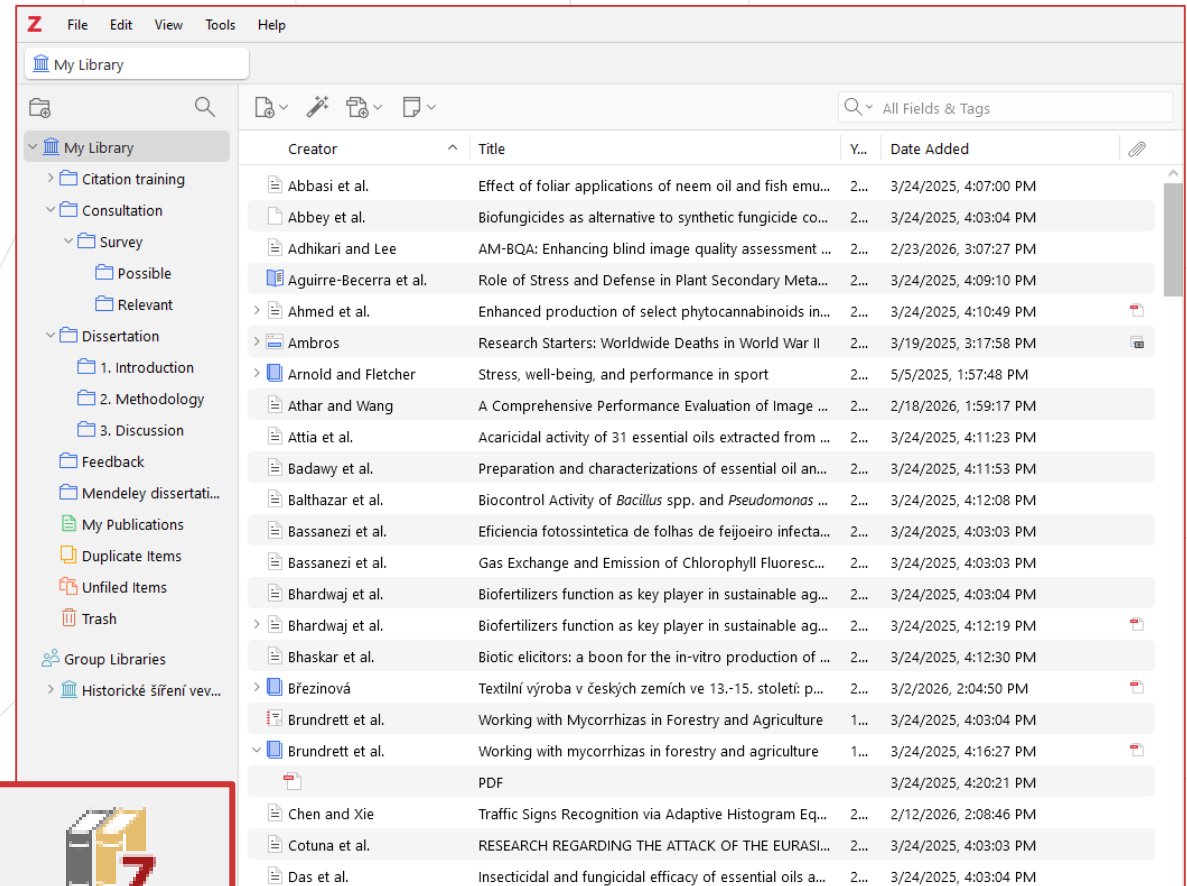 Z File Edit View Tools Help
My Library
All Fields & Tags
Creator Title Y... Date Added
My Library
Citation training
Consultation
Survey
Possible
Relevant
Dissertation
1. Introduction
2. Methodology
3. Discussion
Feedback
Mendeley dissertati...
My Publications
Duplicate Items
Unfiled Items
Trash
Group Libraries
Historické šíření vev...
Abbasi et al. Effect of foliar applications of neem oil and fish emu... 2... 3/24/2025, 4:07:00 PM
Abbey et al. Biofungicides as alternative to synthetic fungicide co... 2... 3/24/2025, 4:03:04 PM
Adhikari and Lee AM-BQA: Enhancing blind image quality assessment ... 2... 2/23/2026, 3:07:27 PM
Aguirre-Becerra et al. Role of Stress and Defense in Plant Secondary Meta... 2... 3/24/2025, 4:09:10 PM
Ahmed et al. Enhanced production of select phytocannabinoids in... 2... 3/24/2025, 4:10:49 PM
Ambros Research Starters: Worldwide Deaths in World War II 2... 3/19/2025, 3:17:58 PM
Arnold and Fletcher Stress, well-being, and performance in sport 2... 5/5/2025, 1:57:48 PM
Athar and Wang A Comprehensive Performance Evaluation of Image ... 2... 2/18/2026, 1:59:17 PM
Attia et al. Acaricidal activity of 31 essential oils extracted from ... 2... 3/24/2025, 4:11:23 PM
Badawy et al. Preparation and characterizations of essential oil an... 2... 3/24/2025, 4:11:53 PM
Balthazar et al. Biocontrol Activity of Bacillus spp. and Pseudomonas ... 2... 3/24/2025, 4:12:08 PM
Bassanezi et al. Eficiencia fotossintetica de folhas de feijoeiro infecta... 2... 3/24/2025, 4:03:03 PM
Bassanezi et al. Gas Exchange and Emission of Chlorophyll Fluoresc... 2... 3/24/2025, 4:03:03 PM
Bhardwaj et al. Biofertilizers function as key player in sustainable ag... 2... 3/24/2025, 4:03:04 PM
Bhardwaj et al. Biofertilizers function as key player in sustainable ag... 2... 3/24/2025, 4:12:19 PM
Bhaskar et al. Biotic elicitors: a boon for the in-vitro production of ... 2... 3/24/2025, 4:12:30 PM
Březinová Textilní výroba v českých zemích ve 13.-15. století: p... 2... 3/2/2026, 2:04:50 PM
Brundrett et al. Working with Mycorrhizas in Forestry and Agriculture 1... 3/24/2025, 4:03:04 PM
Brundrett et al. Working with mycorrhizas in forestry and agriculture 1... 3/24/2025, 4:16:27 PM
PDF 3/24/2025, 4:20:21 PM
Chen and Xie Traffic Signs Recognition via Adaptive Histogram Eq... 2... 2/12/2026, 2:08:46 PM
Cotuna et al. RESEARCH REGARDING THE ATTACK OF THE EURASI... 2... 3/24/2025, 4:03:03 PM
Das et al. Insecticidal and fungicidal efficacy of essential oils a... 2... 3/24/2025, 4:03:04 PM